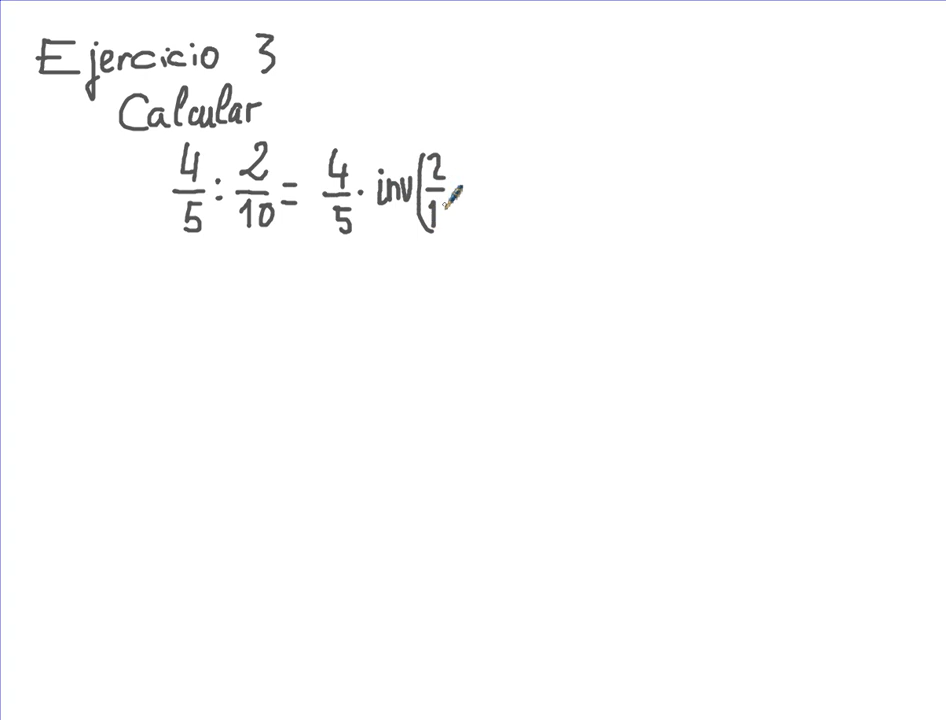 Ejercicio 3
Calcular
4/5 : 2/10 = 4/5 · inv(2/1